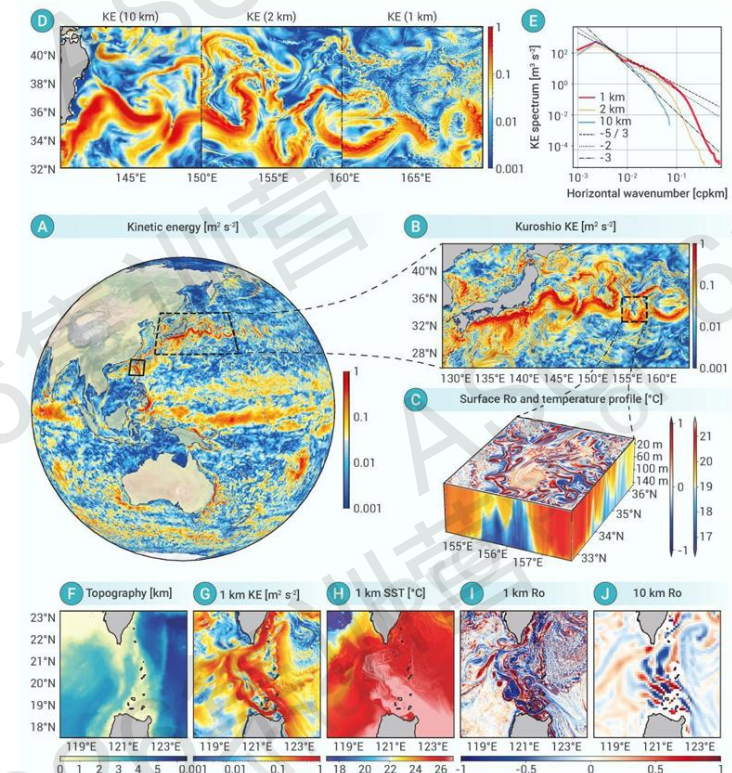 D
KE (10 km)
KE (2 km)
KE (1 km)
40°N
38°N
36°N
34°N
32°N
145°E
150°E
155°E
160°E
165°E
1
0.1
0.01
0.001
E
KE spectrum [m³ s⁻²]
10²
10⁰
10⁻²
10⁻⁴
1 km
2 km
10 km
-5 / 3
-2
-3
10⁻³
10⁻²
10⁻¹
Horizontal wavenumber [cpkm]
A
Kinetic energy [m² s⁻²]
1
0.1
0.01
0.001
B
Kuroshio KE [m² s⁻²]
40°N
36°N
32°N
28°N
130°E
135°E
140°E
145°E
150°E
155°E
160°E
1
0.1
0.01
0.001
C
Surface Ro and temperature profile [°C]
20 m
60 m
100 m
140 m
36°N
35°N
34°N
33°N
155°E
156°E
157°E
1
0
-1
21
20
19
18
17
F
Topography [km]
G
1 km KE [m² s⁻²]
H
1 km SST [°C]
I
1 km Ro
J
10 km Ro
23°N
22°N
21°N
20°N
19°N
18°N
119°E 121°E 123°E
119°E 121°E 123°E
119°E 121°E 123°E
119°E 121°E 123°E
119°E 121°E 123°E
0 1 2 3 4 5
0.001 0.01 0.1 1
18 20 22 24 26
-1 -0.5 0 0.5 1